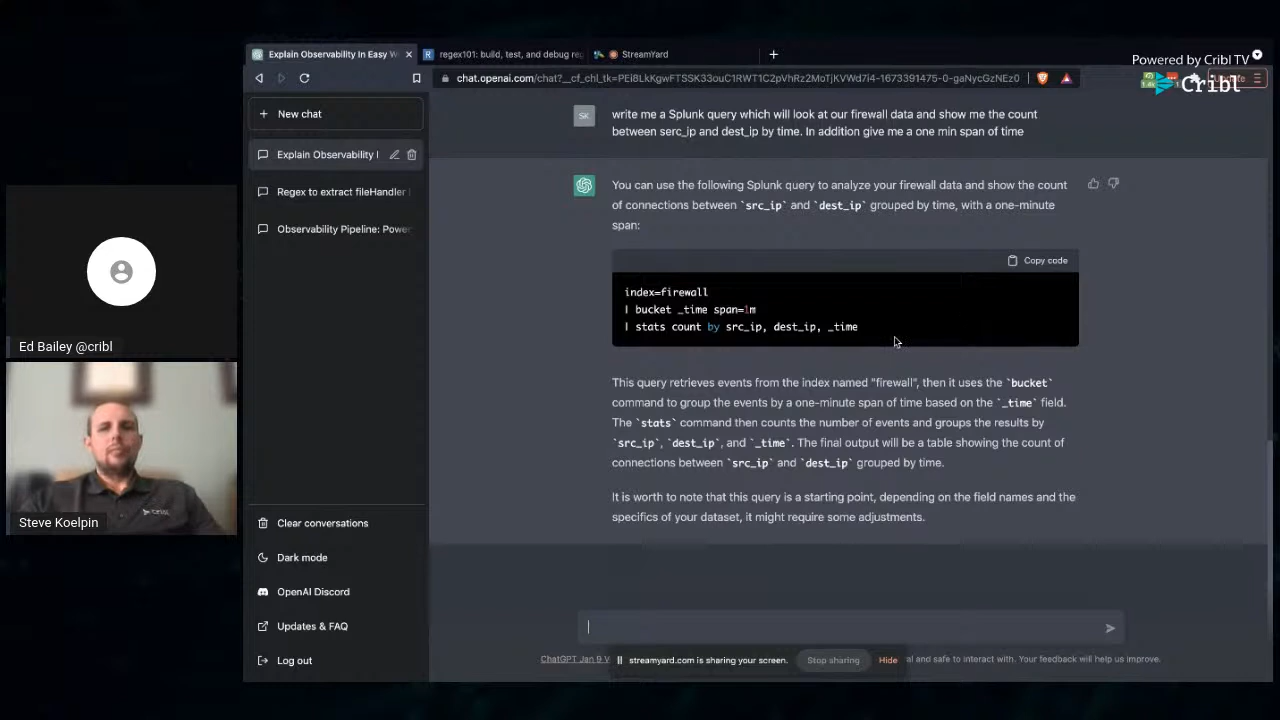 Explain Observability In Easy W
regex101: build, test, and debug reg
StreamYard
Powered by Cribl TV
chat.openai.com/chat?__cf_chl_tk=PEi8LkKgwFTSSK33ouC1RWT1C2pVhRz2MoTjKVWd7i4-1673391475-0-gaNycGzNEz0
Cribl
New chat
Explain Observability I
Regex to extract fileHandler
Observability Pipeline: Power
SK
write me a Splunk query which will look at our firewall data and show me the count
between serc_ip and dest_ip by time. In addition give me a one min span of time
You can use the following Splunk query to analyze your firewall data and show the count
of connections between `src_ip` and `dest_ip` grouped by time, with a one-minute
span:
Copy code
index=firewall
| bucket _time span=1m
| stats count by src_ip, dest_ip, _time
This query retrieves events from the index named "firewall", then it uses the `bucket`
command to group the events by a one-minute span of time based on the `_time` field.
The `stats` command then counts the number of events and groups the results by
`src_ip`, `dest_ip`, and `_time`. The final output will be a table showing the count of
connections between `src_ip` and `dest_ip` grouped by time.
It is worth to note that this query is a starting point, depending on the field names and the
specifics of your dataset, it might require some adjustments.
Clear conversations
Dark mode
OpenAI Discord
Updates & FAQ
Log out
ChatGPT Jan 9 V
streamyard.com is sharing your screen.
Stop sharing
Hide
al and safe to interact with. Your feedback will help us improve.
Ed Bailey @cribl
Steve Koelpin